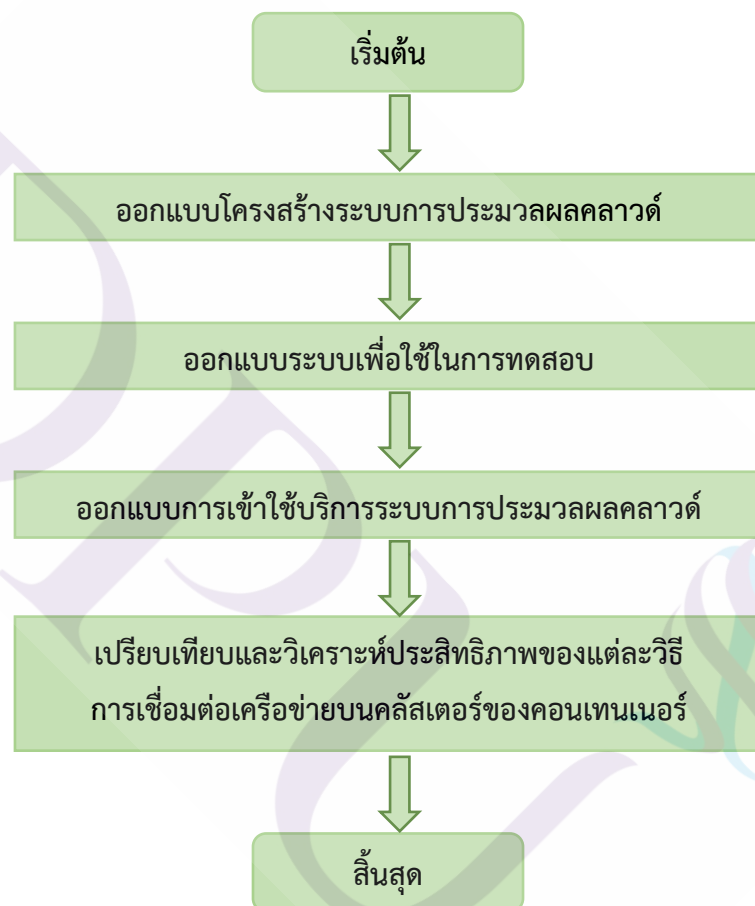 เริ่มต้น
ออกแบบโครงสร้างระบบการประมวลผลคลาวด์
ออกแบบระบบเพื่อใช้ในการทดสอบ
ออกแบบการเข้าใช้บริการระบบการประมวลผลคลาวด์
เปรียบเทียบและวิเคราะห์ประสิทธิภาพของแต่ละวิธี
การเชื่อมต่อเครือข่ายบนคลัสเตอร์ของคอนเทนเนอร์
สิ้นสุด